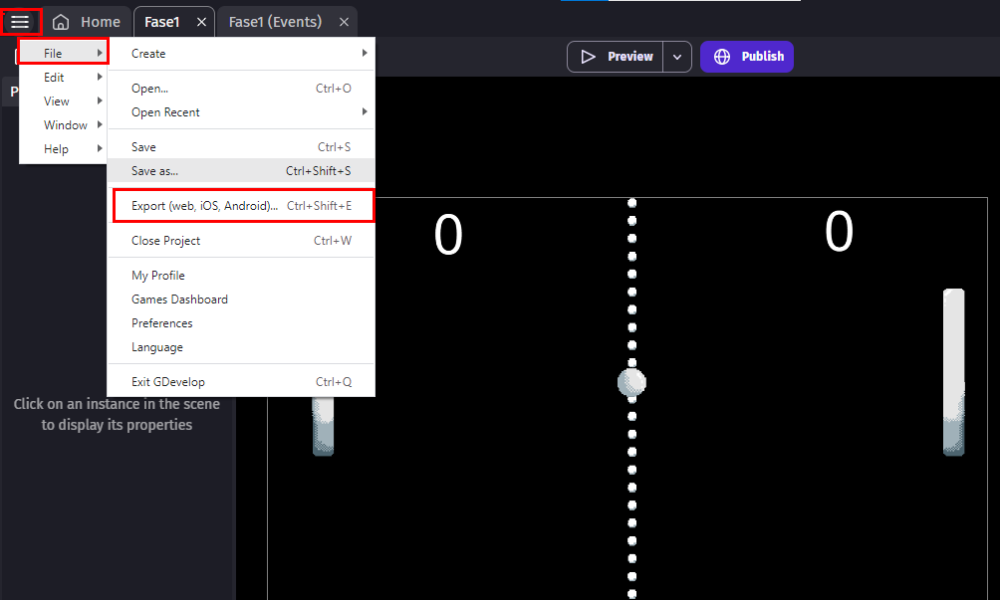 Home
Fase1
Fase1 (Events)
File
Edit
View
Window
Help
Create
Open... Ctrl+O
Open Recent
Save Ctrl+S
Save as... Ctrl+Shift+S
Export (web, iOS, Android)... Ctrl+Shift+E
Close Project Ctrl+W
My Profile
Games Dashboard
Preferences
Language
Exit GDevelop Ctrl+Q
Preview
Publish
P
0
0
Click on an instance in the scene
to display its properties